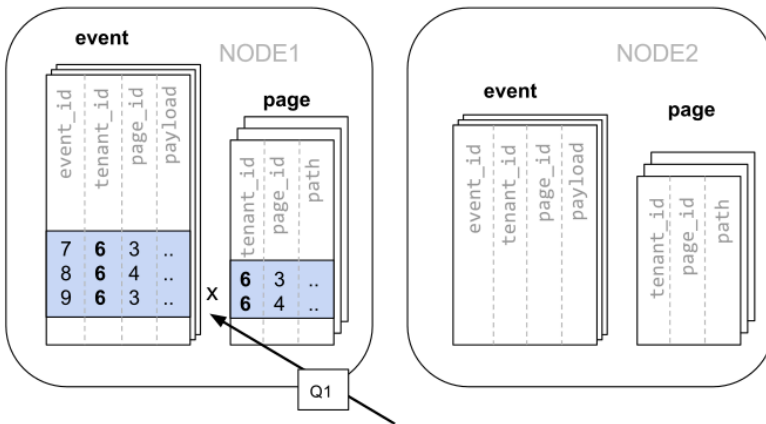 NODE1
event
event_id tenant_id page_id payload
7 6 3 ..
8 6 4 ..
9 6 3 ..
x
page
tenant_id page_id path
6 3 ..
6 4 ..
Q1
NODE2
event
event_id tenant_id page_id payload
page
tenant_id page_id path